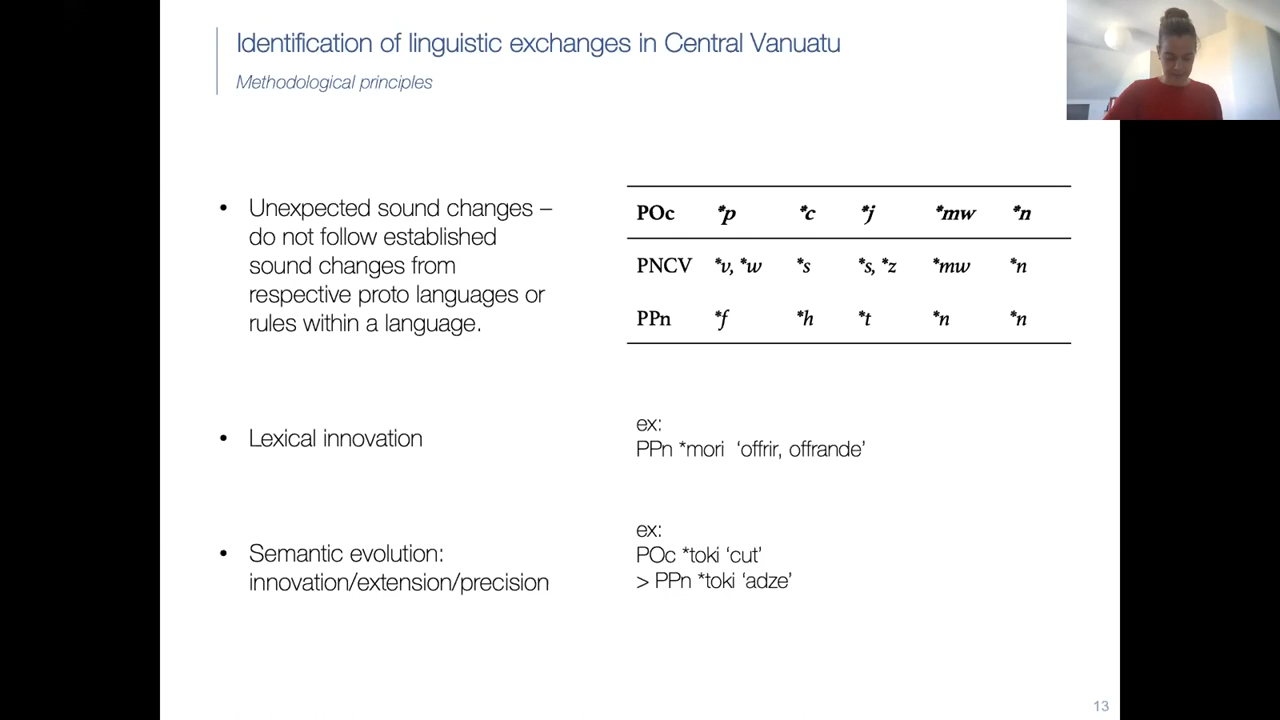 Identification of linguistic exchanges in Central Vanuatu
Methodological principles
• Unexpected sound changes –
do not follow established
sound changes from
respective proto languages or
rules within a language.
POc *p *c *j *mw *n
PNCV *v, *w *s *s, *z *mw *n
PPn *f *h *t *n *n
• Lexical innovation
ex:
PPn *mori ‘offrir, offrande’
• Semantic evolution:
innovation/extension/precision
ex:
POc *toki ‘cut’
> PPn *toki ‘adze’
13